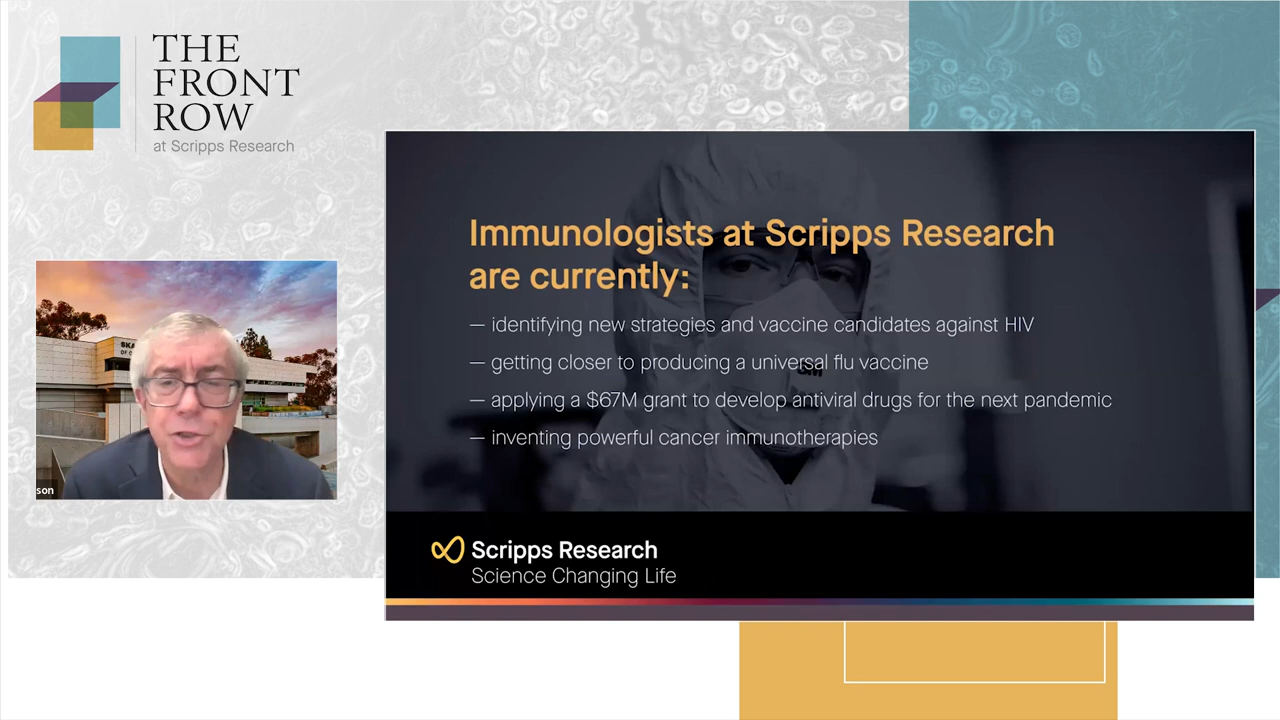 THE
FRONT
ROW
at Scripps Research
SKA
OF C
son
Immunologists at Scripps Research
are currently:
— identifying new strategies and vaccine candidates against HIV
— getting closer to producing a universal flu vaccine
— applying a $67M grant to develop antiviral drugs for the next pandemic
— inventing powerful cancer immunotherapies
Scripps Research
Science Changing Life